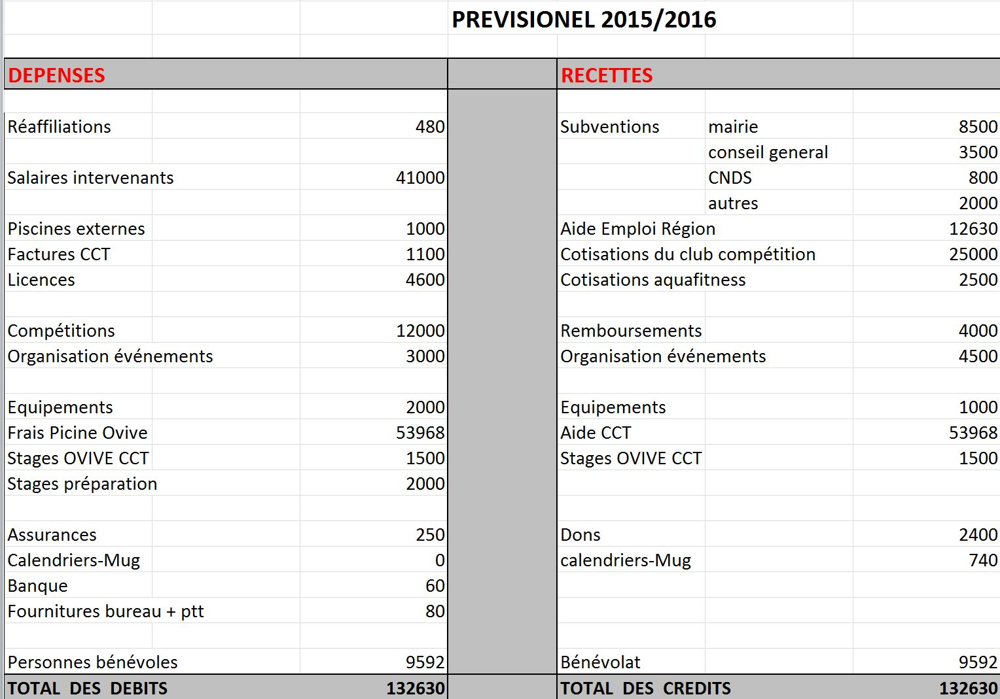 PREVISIONEL 2015/2016
DEPENSES RECETTES
Réaffiliations 480 Subventions mairie 8500
conseil general 3500
Salaires intervenants 41000 CNDS 800
autres 2000
Piscines externes 1000 Aide Emploi Région 12630
Factures CCT 1100 Cotisations du club compétition 25000
Licences 4600 Cotisations aquafitness 2500
Compétitions 12000 Remboursements 4000
Organisation événements 3000 Organisation événements 4500
Equipements 2000 Equipements 1000
Frais Picine Ovive 53968 Aide CCT 53968
Stages OVIVE CCT 1500 Stages OVIVE CCT 1500
Stages préparation 2000
Assurances 250 Dons 2400
Calendriers-Mug 0 calendriers-Mug 740
Banque 60
Fournitures bureau + ptt 80
Personnes bénévoles 9592 Bénévolat 9592
TOTAL DES DEBITS 132630 TOTAL DES CREDITS 132630